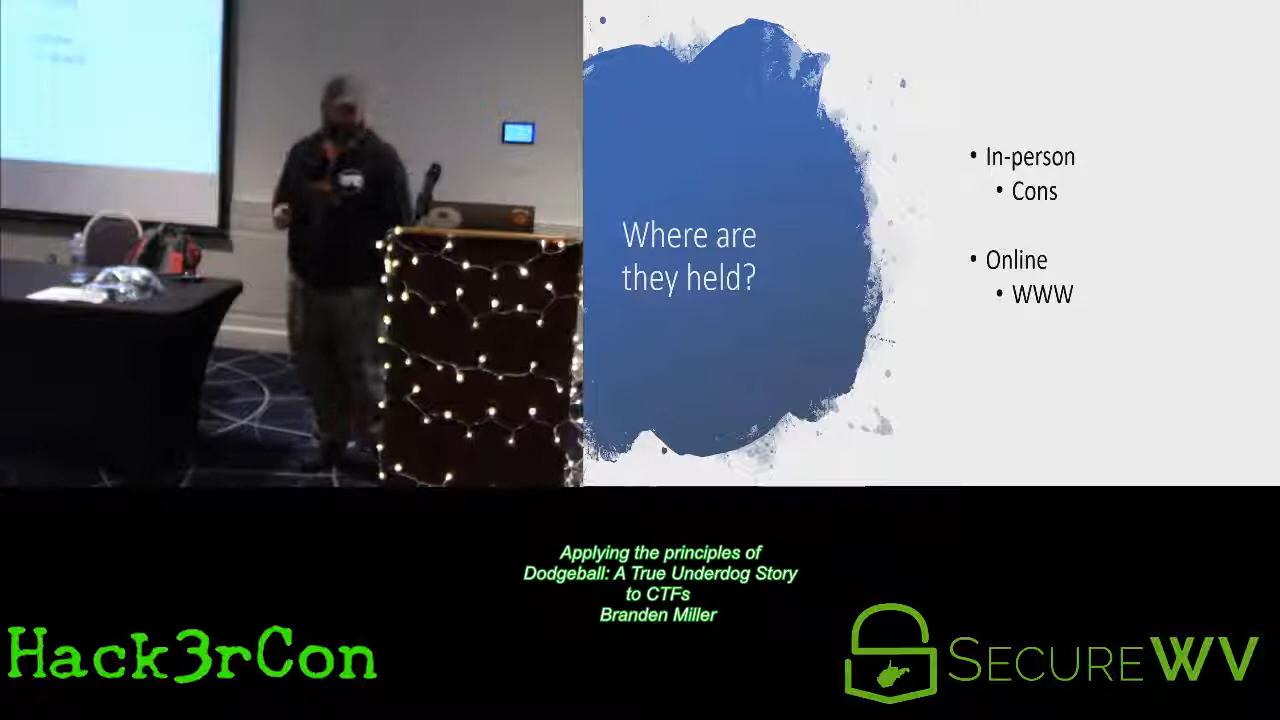 Where are
they held?
• In-person
• Cons
• Online
• WWW
Applying the principles of
Dodgeball: A True Underdog Story
to CTFs
Branden Miller
Hack3rCon
SECUREWV